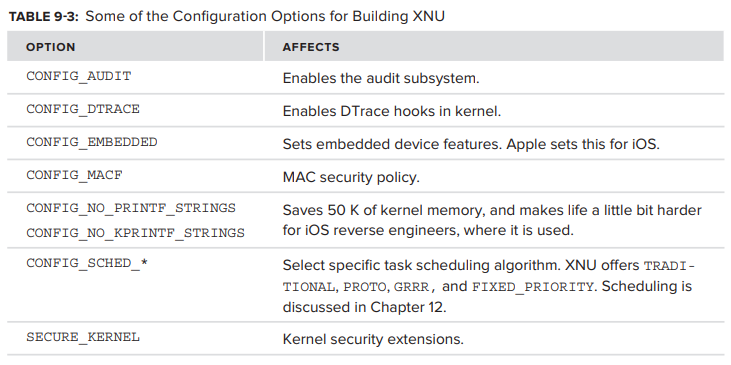 TABLE 9-3: Some of the Configuration Options for Building XNU
OPTION AFFECTS
CONFIG_AUDIT Enables the audit subsystem.
CONFIG_DTRACE Enables DTrace hooks in kernel.
CONFIG_EMBEDDED Sets embedded device features. Apple sets this for iOS.
CONFIG_MACF MAC security policy.
CONFIG_NO_PRINTF_STRINGS Saves 50 K of kernel memory, and makes life a little bit harder
CONFIG_NO_KPRINTF_STRINGS for iOS reverse engineers, where it is used.
CONFIG_SCHED_* Select specific task scheduling algorithm. XNU offers TRADI-
TIONAL, PROTO, GRRR, and FIXED_PRIORITY. Scheduling is
discussed in Chapter 12.
SECURE_KERNEL Kernel security extensions.